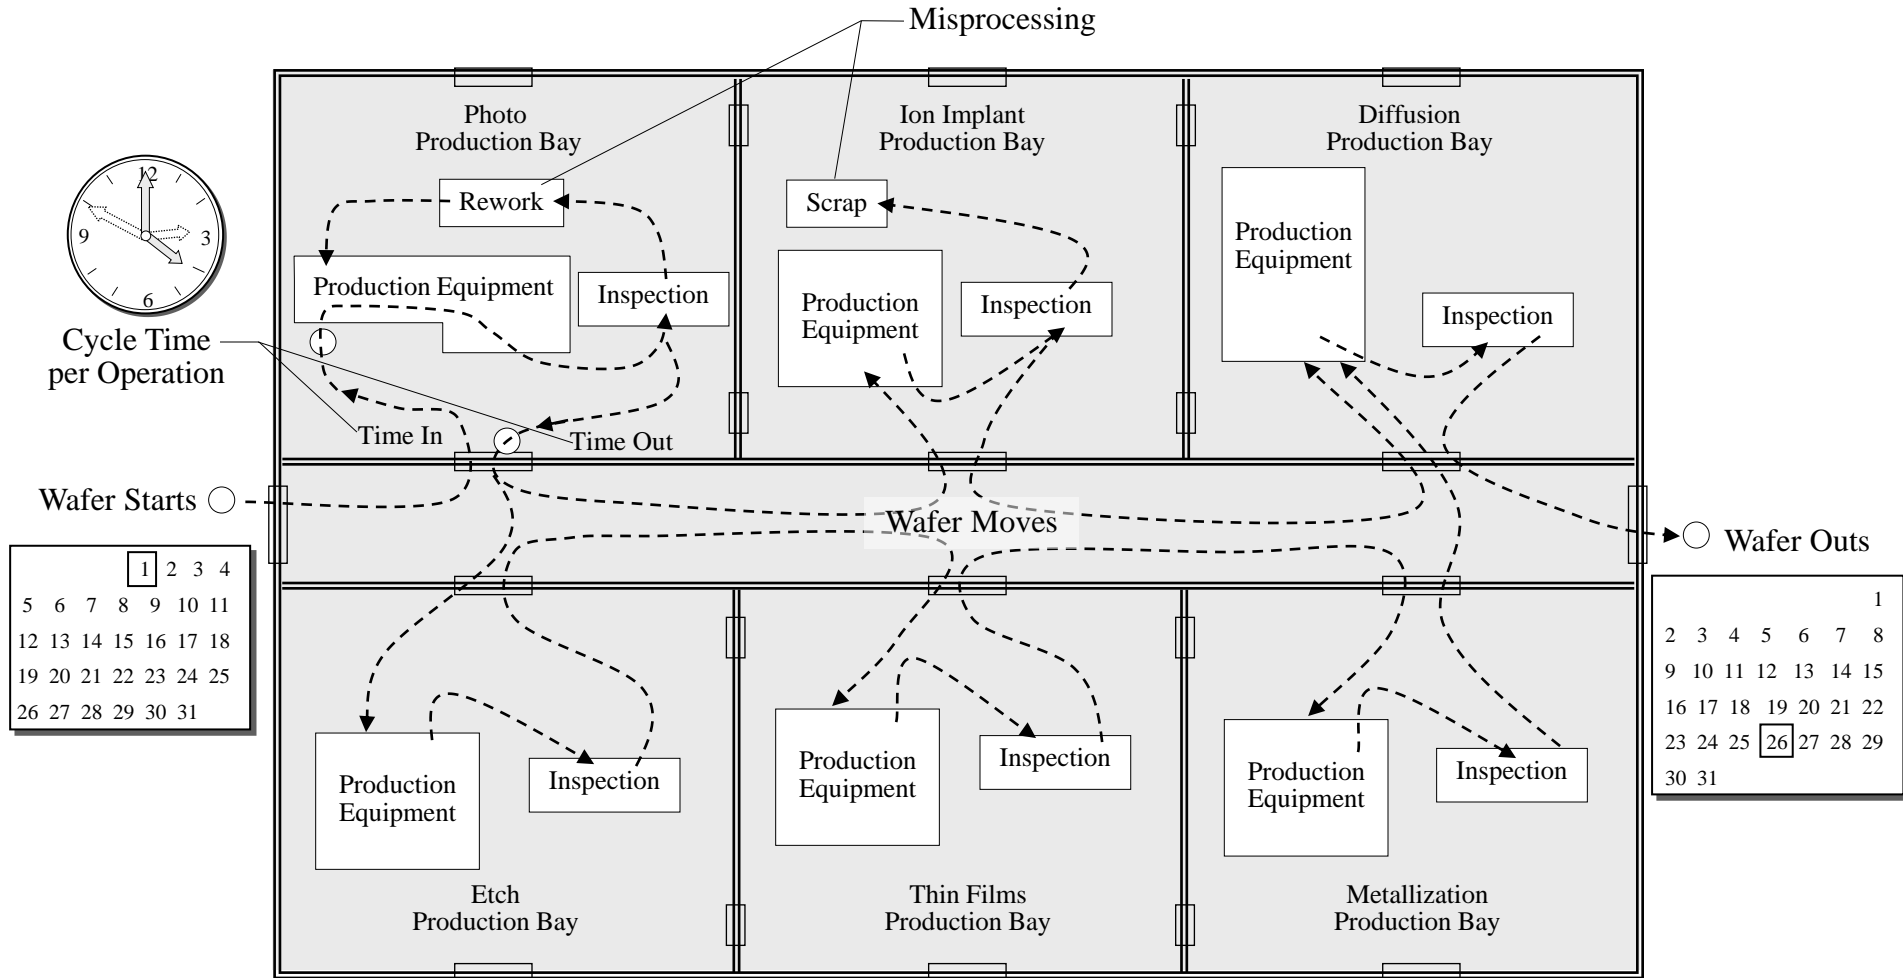 Misprocessing
Photo
Production Bay
Ion Implant
Production Bay
Diffusion
Production Bay
12
9
3
6
Cycle Time
per Operation
Rework
Production Equipment
Inspection
Time In
Time Out
Scrap
Production
Equipment
Inspection
Production
Equipment
Inspection
Wafer Starts
Wafer Moves
Wafer Outs
1 2 3 4
5 6 7 8 9 10 11
12 13 14 15 16 17 18
19 20 21 22 23 24 25
26 27 28 29 30 31
1
2 3 4 5 6 7 8
9 10 11 12 13 14 15
16 17 18 19 20 21 22
23 24 25 26 27 28 29
30 31
Production
Equipment
Inspection
Etch
Production Bay
Production
Equipment
Inspection
Thin Films
Production Bay
Production
Equipment
Inspection
Metallization
Production Bay